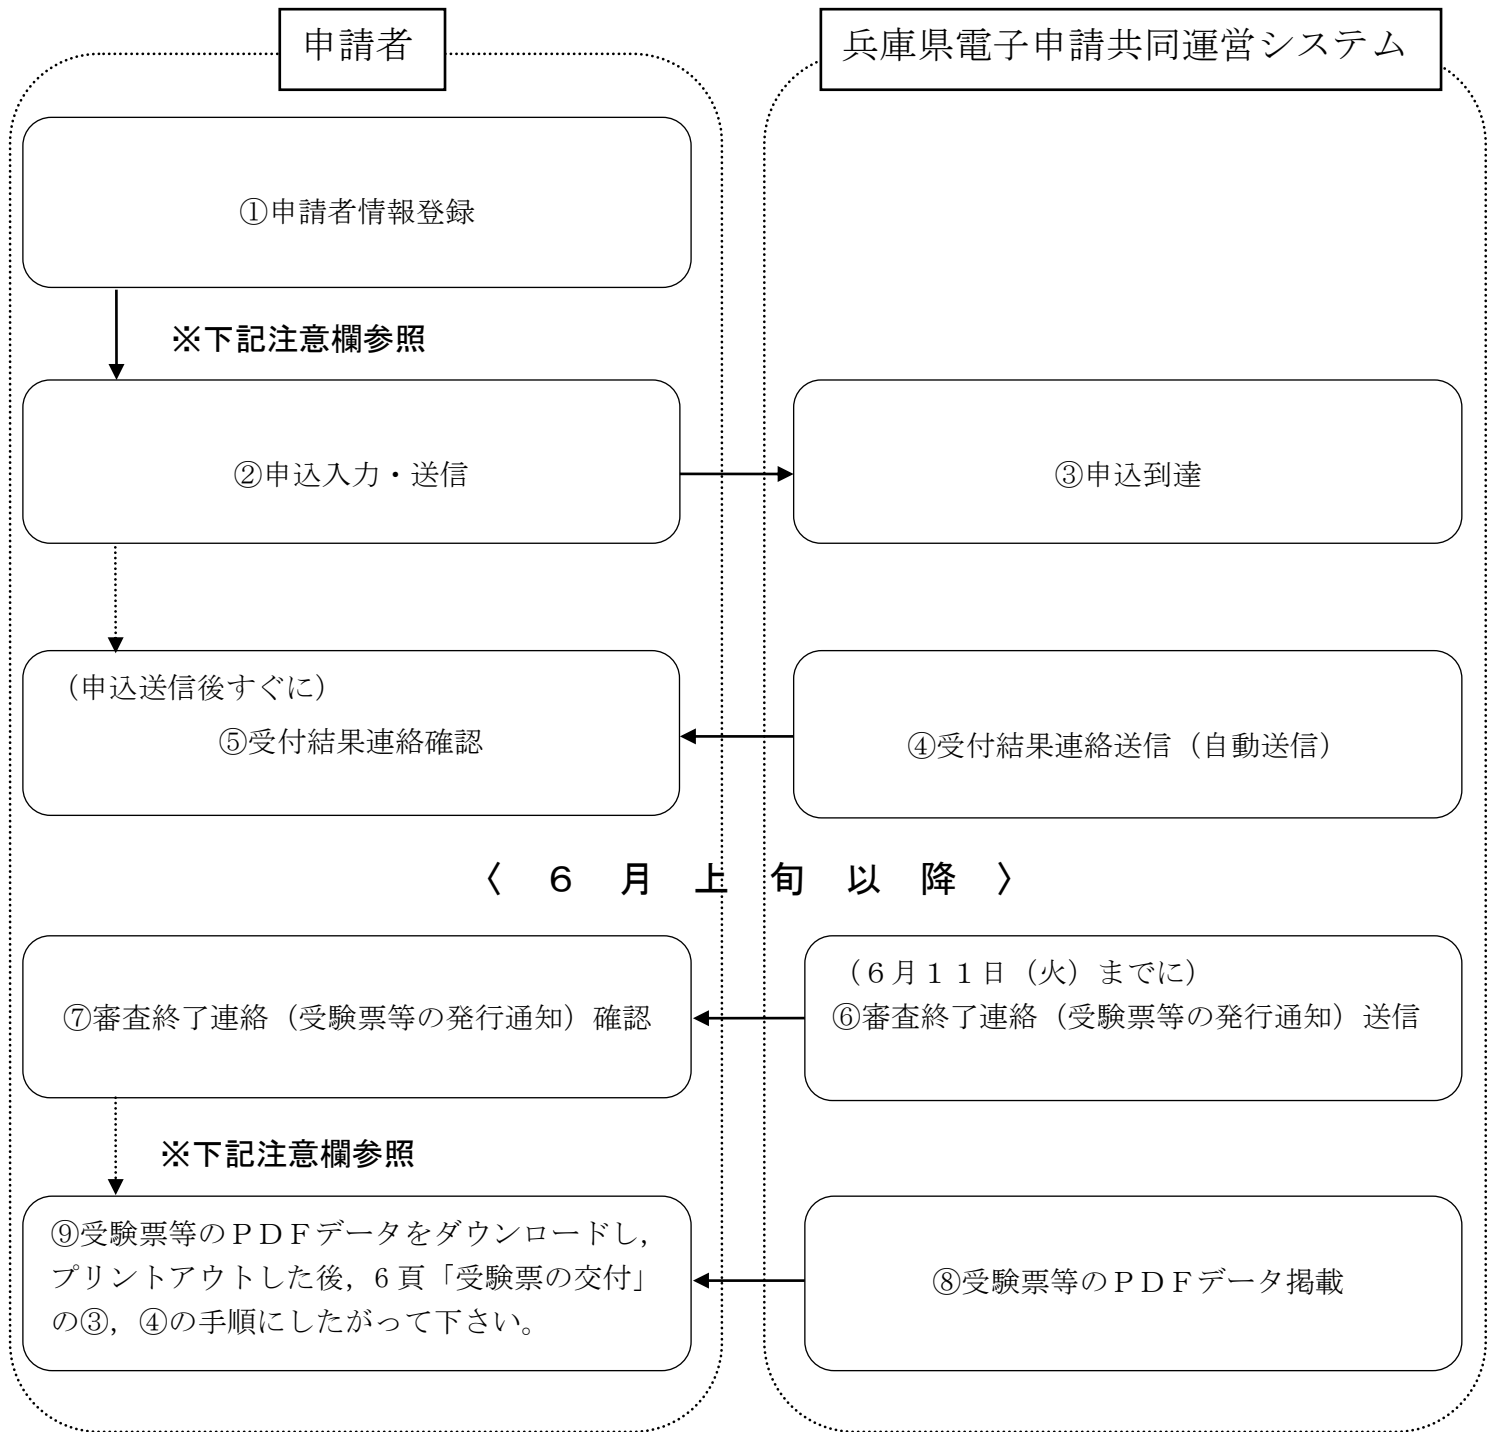 申請者
兵庫県電子申請共同運営システム
①申請者情報登録
※下記注意欄参照
②申込入力・送信
③申込到達
(申込送信後すぐに)
⑤受付結果連絡確認
④受付結果連絡送信(自動送信)
〈 6 月 上 旬 以 降 〉
⑦審査終了連絡(受験票等の発行通知)確認
(6月11日(火)までに)
⑥審査終了連絡(受験票等の発行通知)送信
※下記注意欄参照
⑨受験票等のPDFデータをダウンロードし,
プリントアウトした後,6頁「受験票の交付」
の③,④の手順にしたがって下さい。
⑧受験票等のPDFデータ掲載